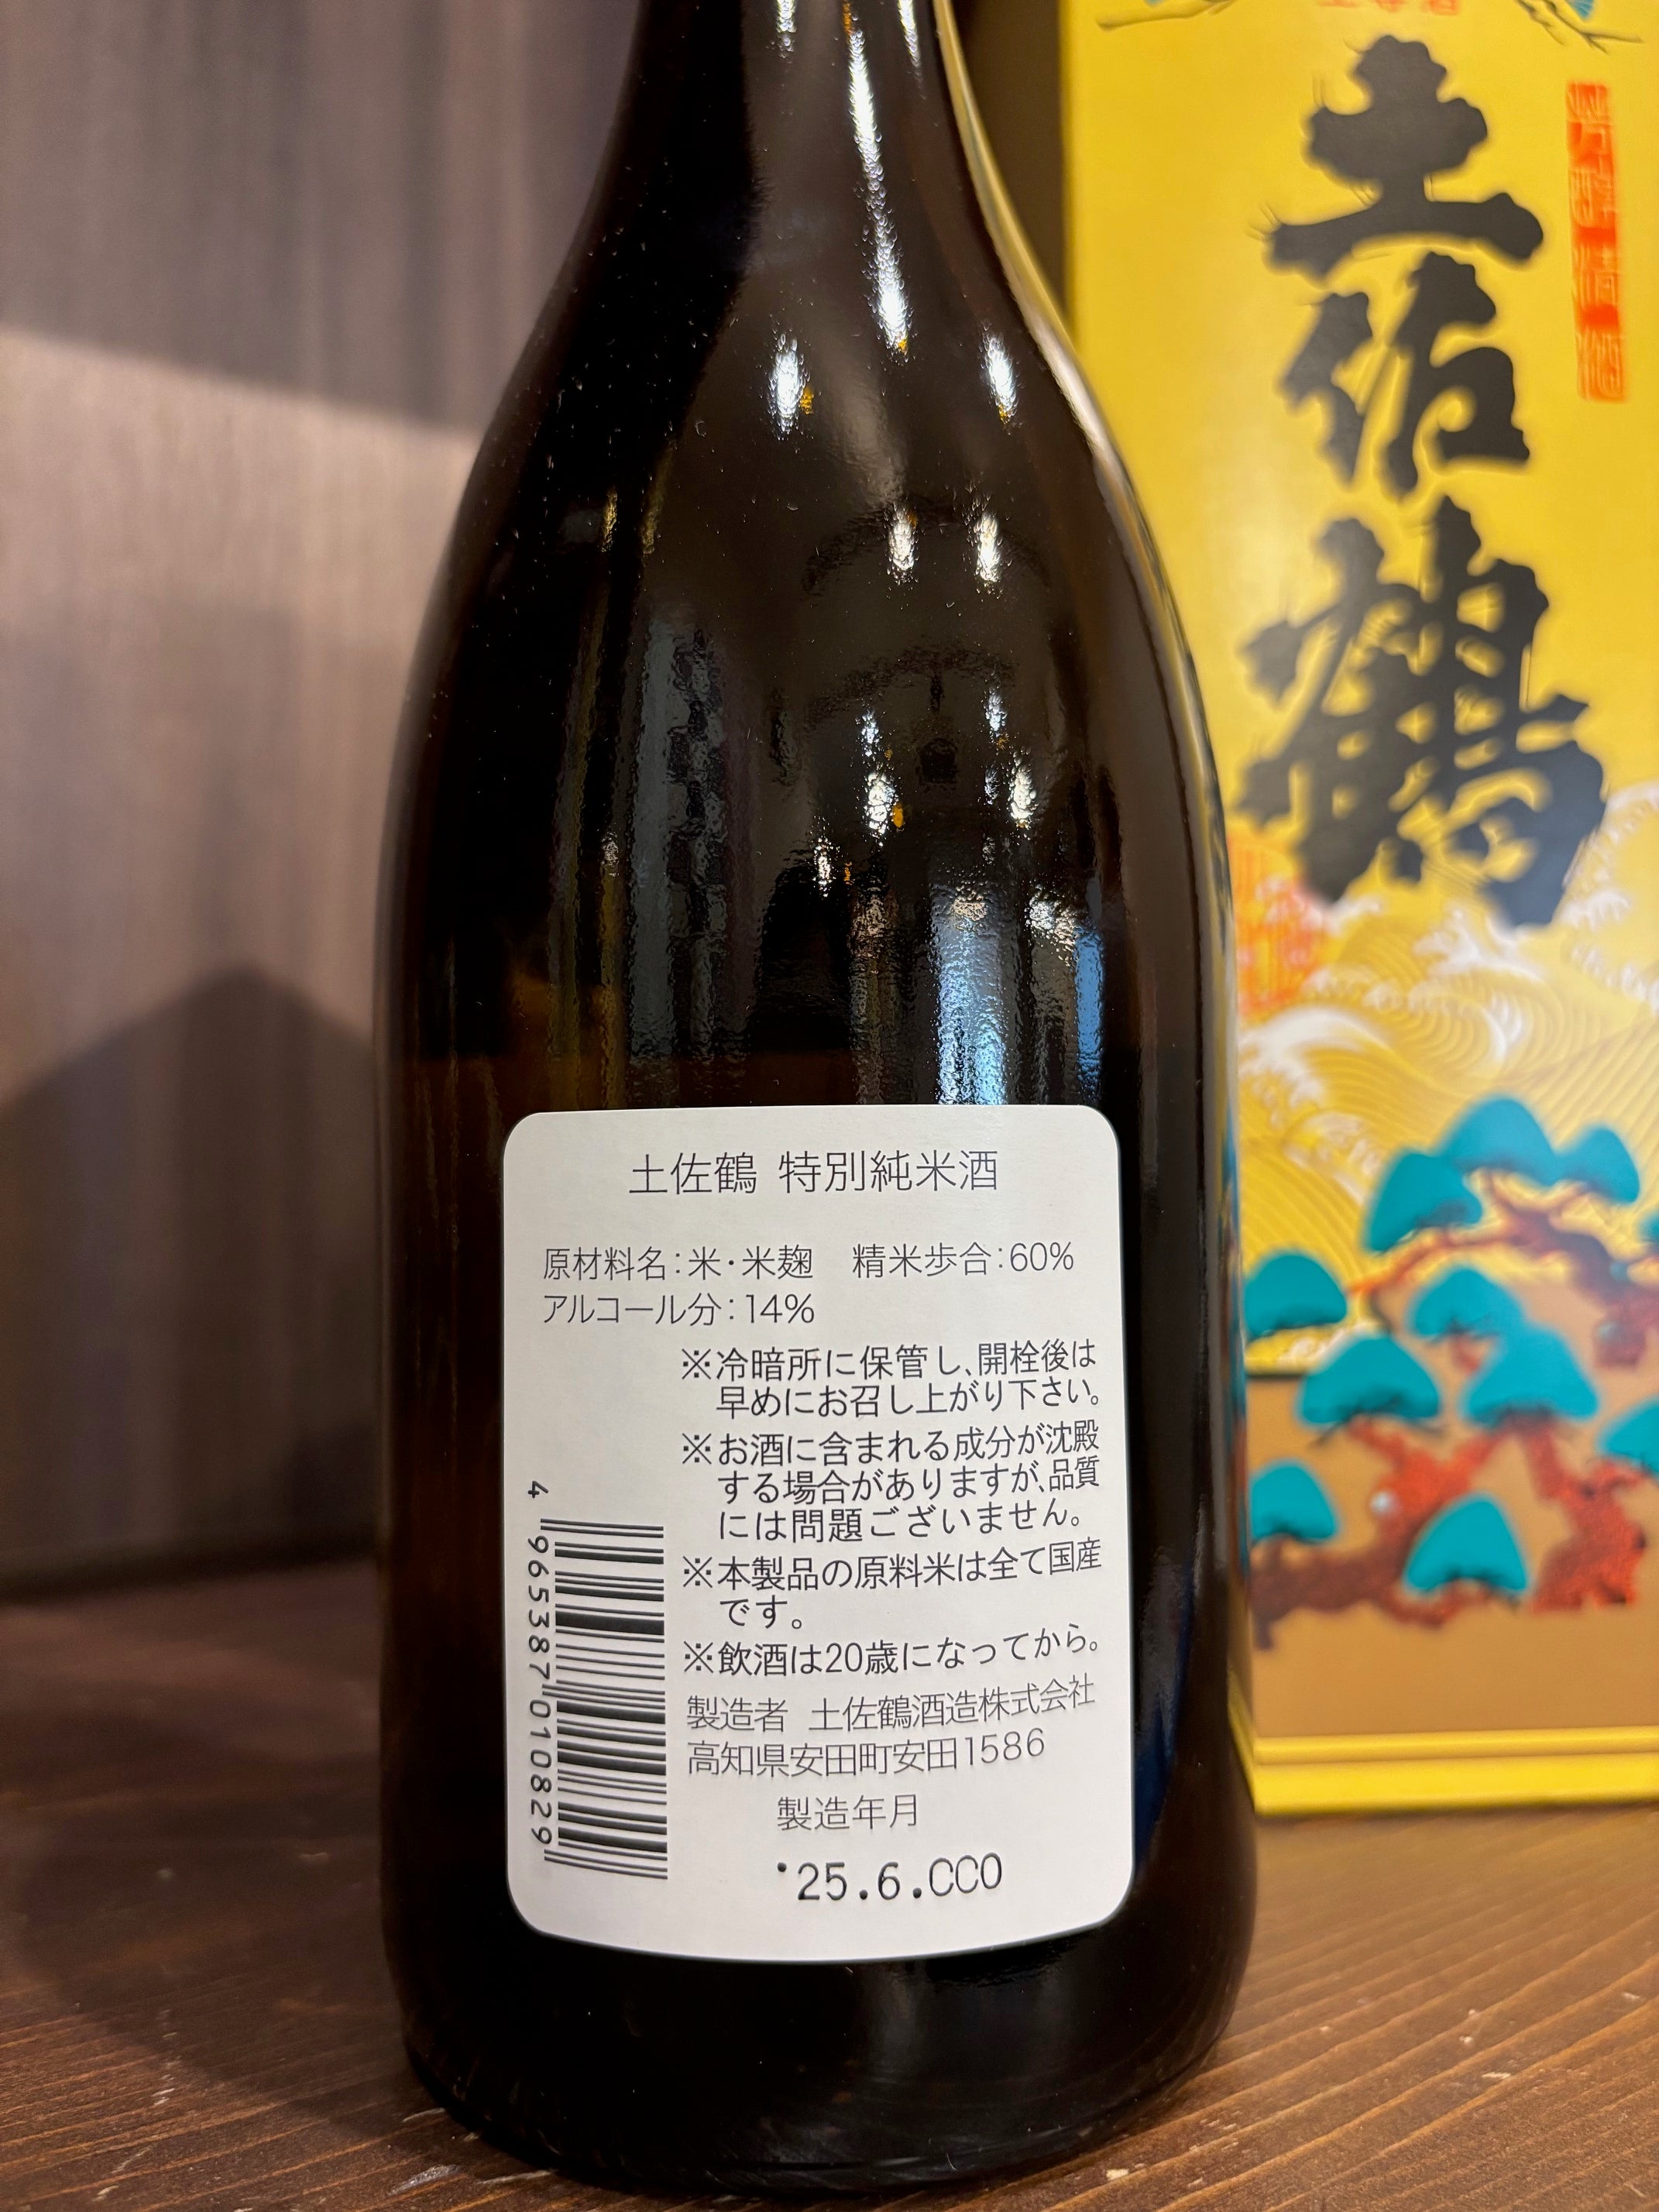 土佐鶴
土佐鶴 特別純米酒
原材料名：米・米麹　精米歩合：60%
アルコール分：14%
※冷暗所に保管し、開栓後は
早めにお召し上がり下さい。
※お酒に含まれる成分が沈殿
する場合がありますが、品質
には問題ございません。
※本製品の原料米は全て国産
です。
※飲酒は20歳になってから。
製造者　土佐鶴酒造株式会社
高知県安田町安田1586
製造年月
'25.6.CCO
4965387010829